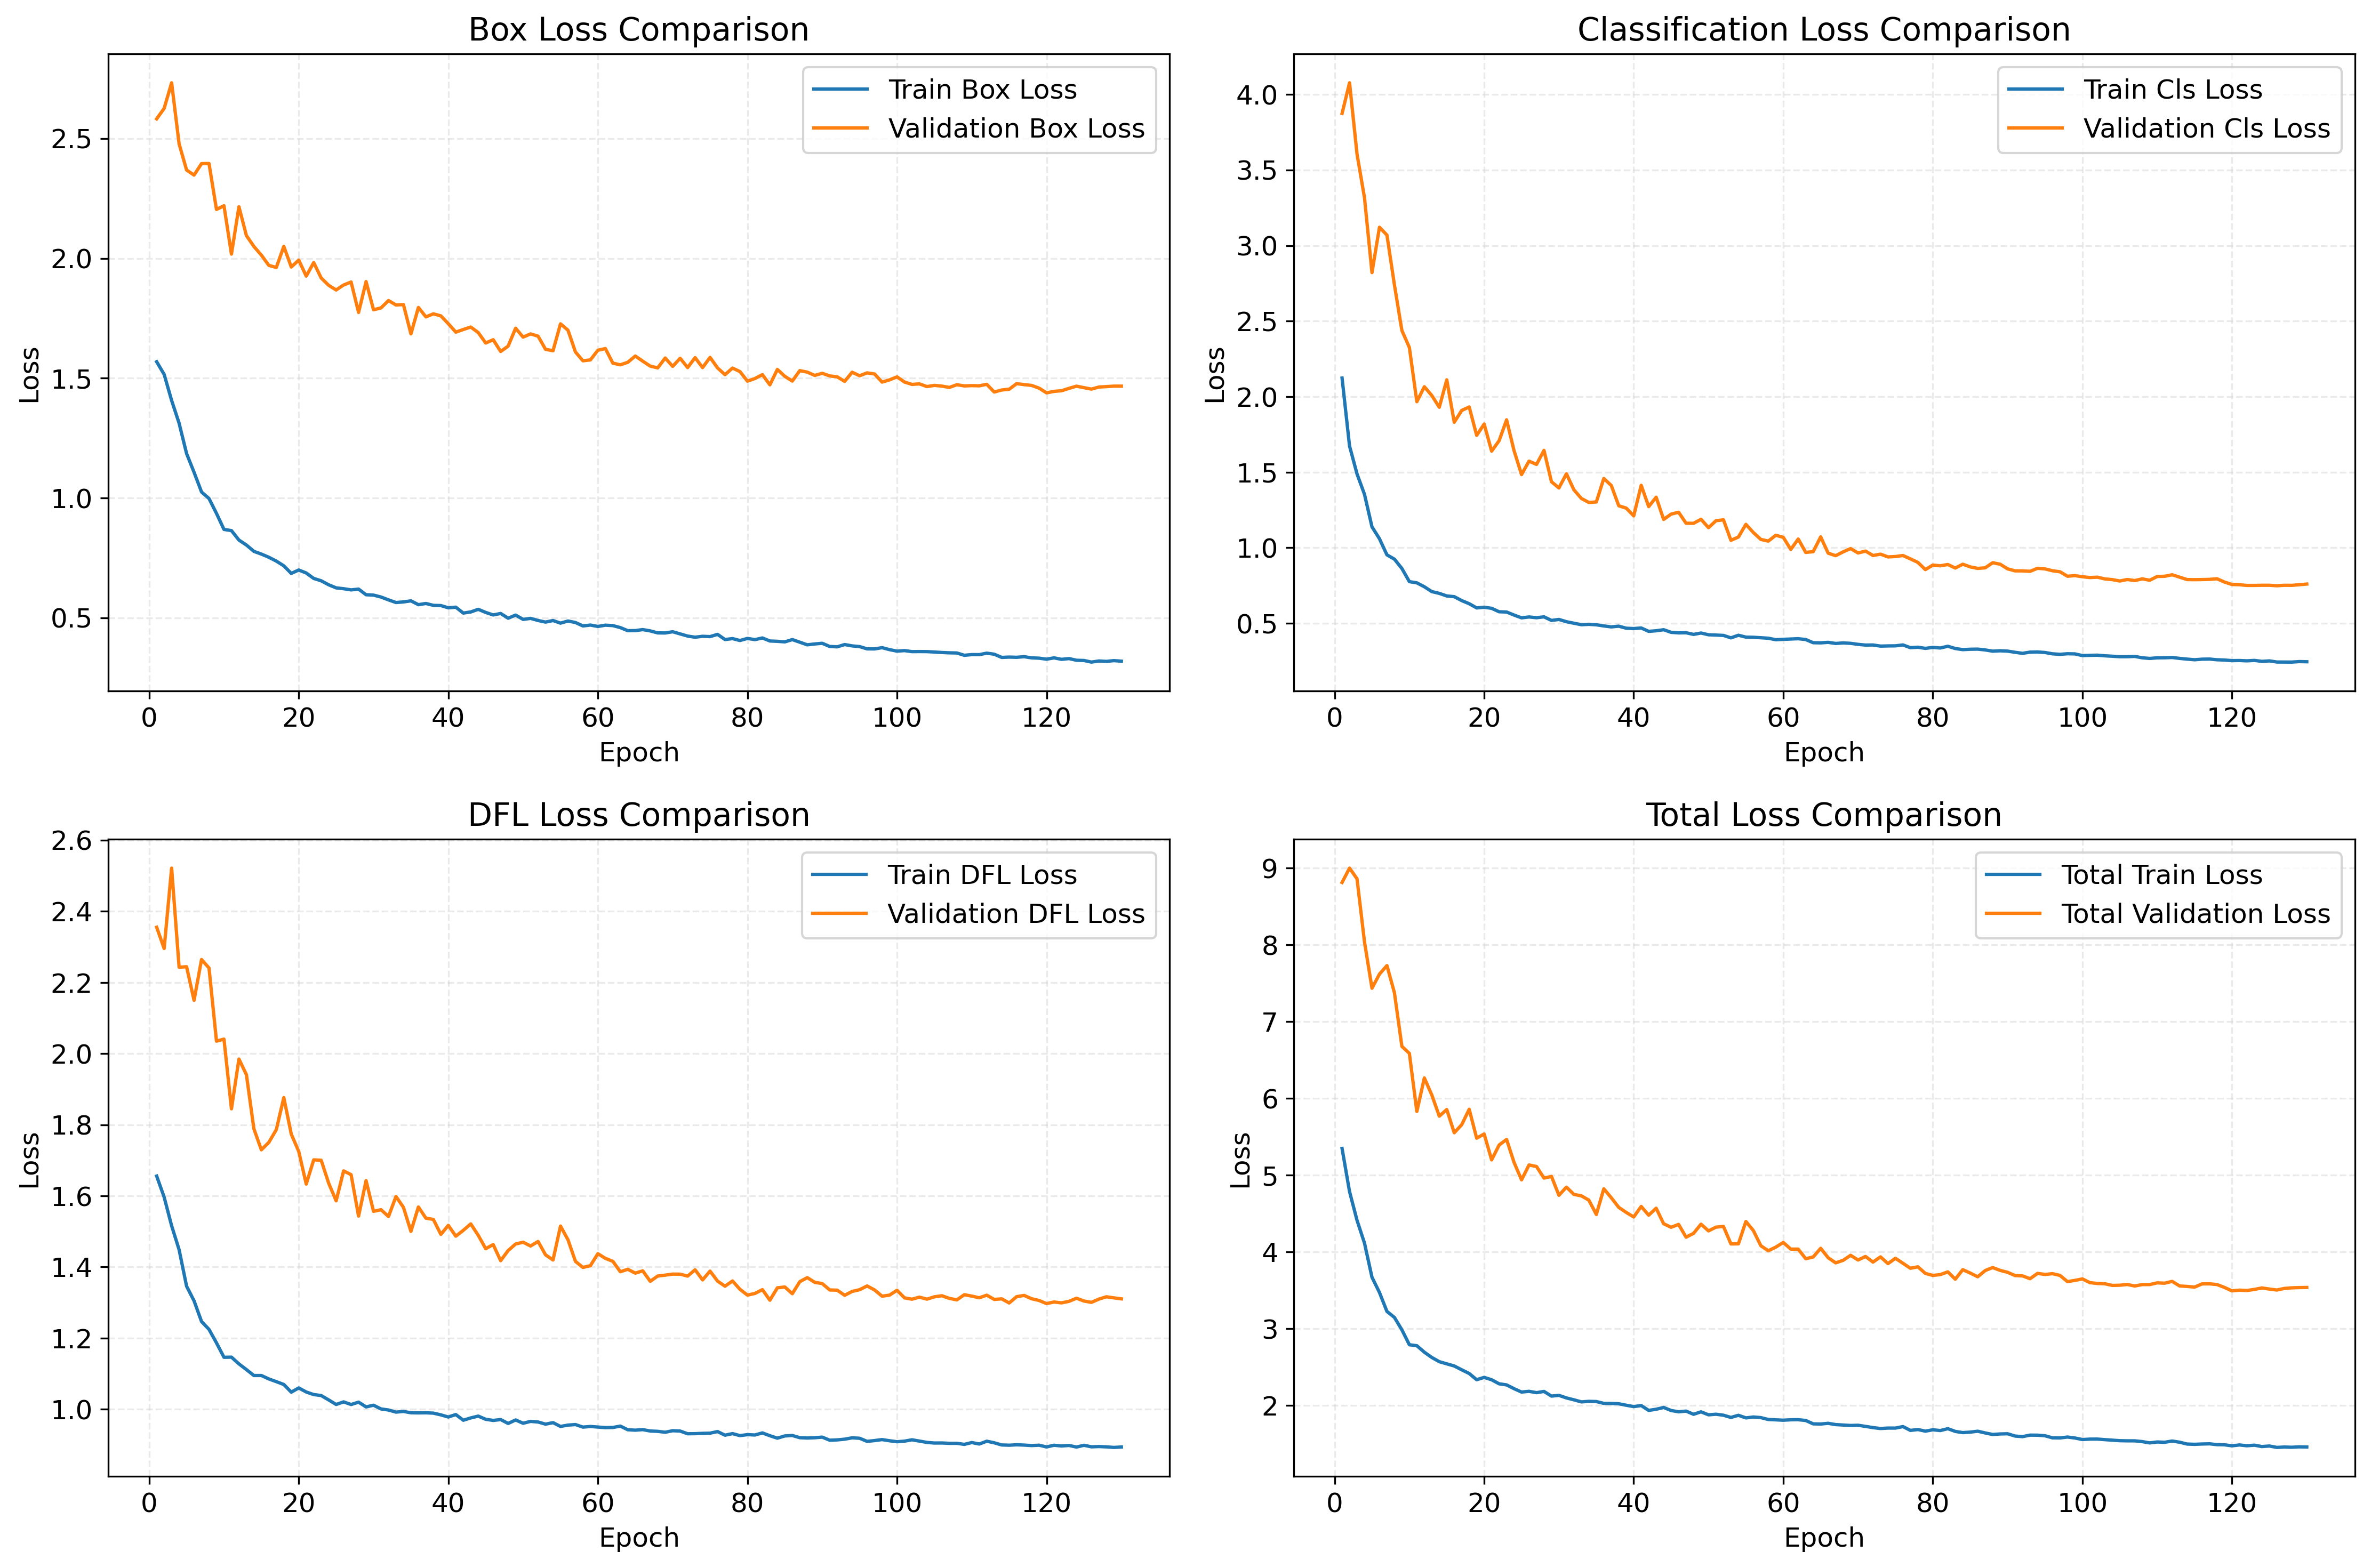 Box Loss Comparison
Train Box Loss
Validation Box Loss
2.5
2.0
1.5
1.0
0.5
Loss
0 20 40 60 80 100 120
Epoch
Classification Loss Comparison
Train Cls Loss
Validation Cls Loss
4.0
3.5
3.0
2.5
2.0
1.5
1.0
0.5
Loss
0 20 40 60 80 100 120
Epoch
DFL Loss Comparison
Train DFL Loss
Validation DFL Loss
2.6
2.4
2.2
2.0
1.8
1.6
1.4
1.2
1.0
Loss
0 20 40 60 80 100 120
Epoch
Total Loss Comparison
Total Train Loss
Total Validation Loss
9
8
7
6
5
4
3
2
Loss
0 20 40 60 80 100 120
Epoch